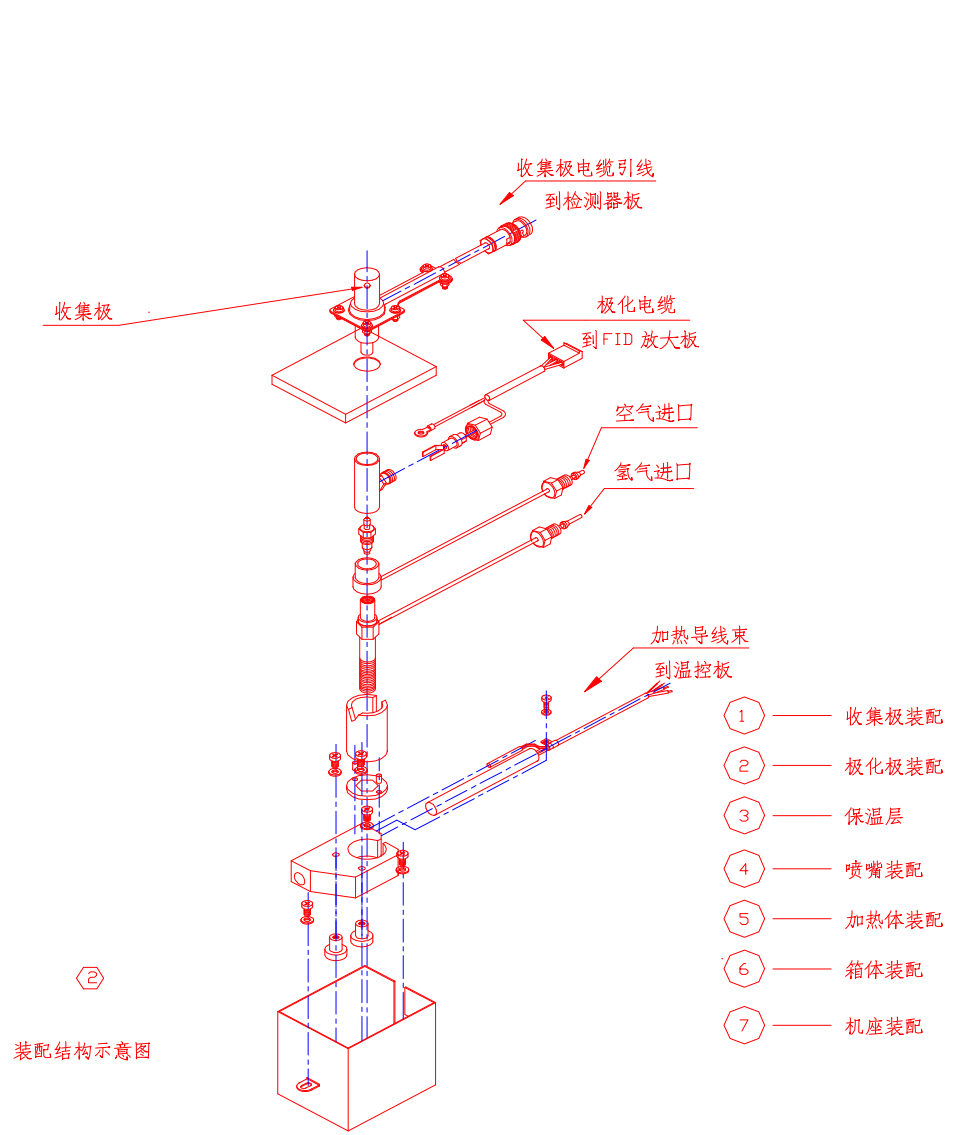 收集极电缆引线
到检测器板
收集极
极化电缆
到FID 放大板
空气进口
氢气进口
加热导线束
到温控板
1 收集极装配
2 极化极装配
3 保温层
4 喷嘴装配
5 加热体装配
6 箱体装配
7 机座装配
2
装配结构示意图